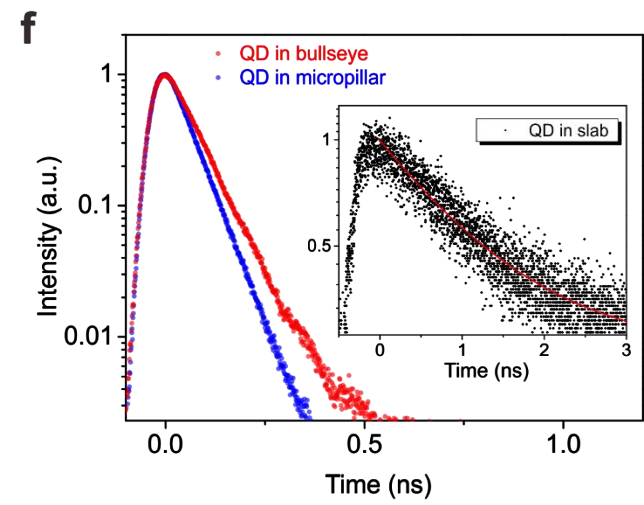 f
QD in bullseye
QD in micropillar
1
0.1
0.01
Intensity (a.u.)
0.0
0.5
1.0
Time (ns)
QD in slab
1
0.5
0
1
2
3
Time (ns)